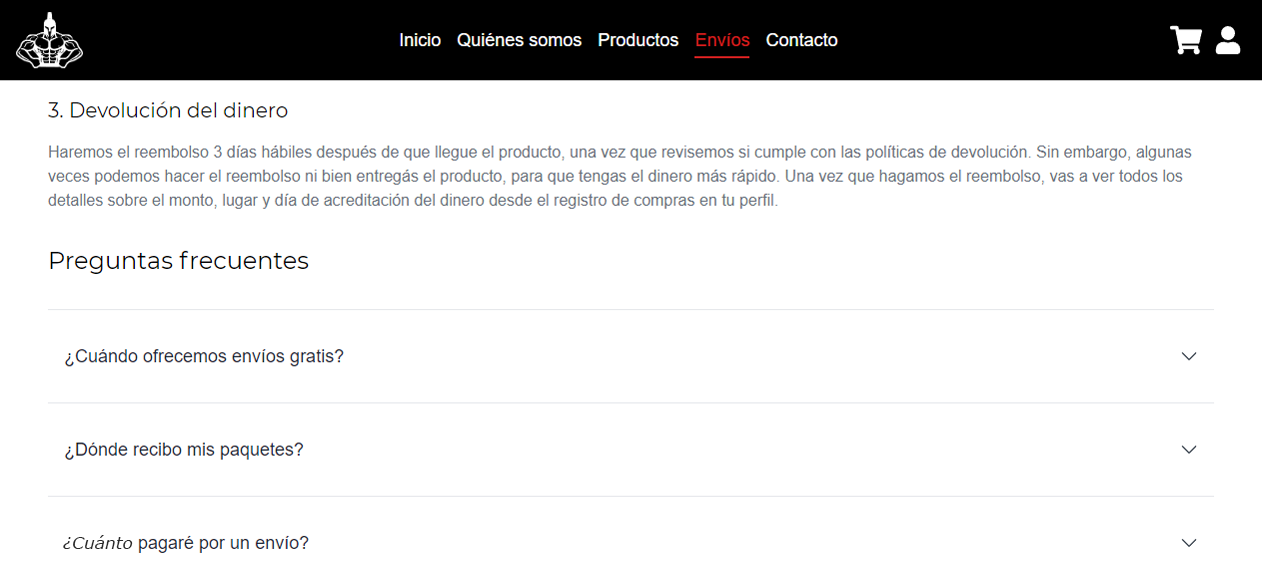 Inicio Quiénes somos Productos Envíos Contacto
3. Devolución del dinero
Haremos el reembolso 3 días hábiles después de que llegue el producto, una vez que revisemos si cumple con las políticas de devolución. Sin embargo, algunas
veces podemos hacer el reembolso ni bien entregás el producto, para que tengas el dinero más rápido. Una vez que hagamos el reembolso, vas a ver todos los
detalles sobre el monto, lugar y día de acreditación del dinero desde el registro de compras en tu perfil.
Preguntas frecuentes
¿Cuándo ofrecemos envíos gratis?
¿Dónde recibo mis paquetes?
¿Cuánto pagaré por un envío?